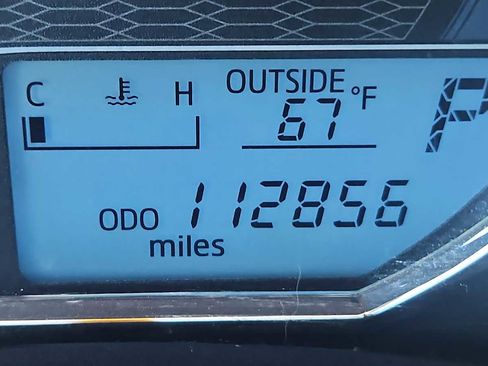 C H OUTSIDE
67 °F P
ODO 112856
miles